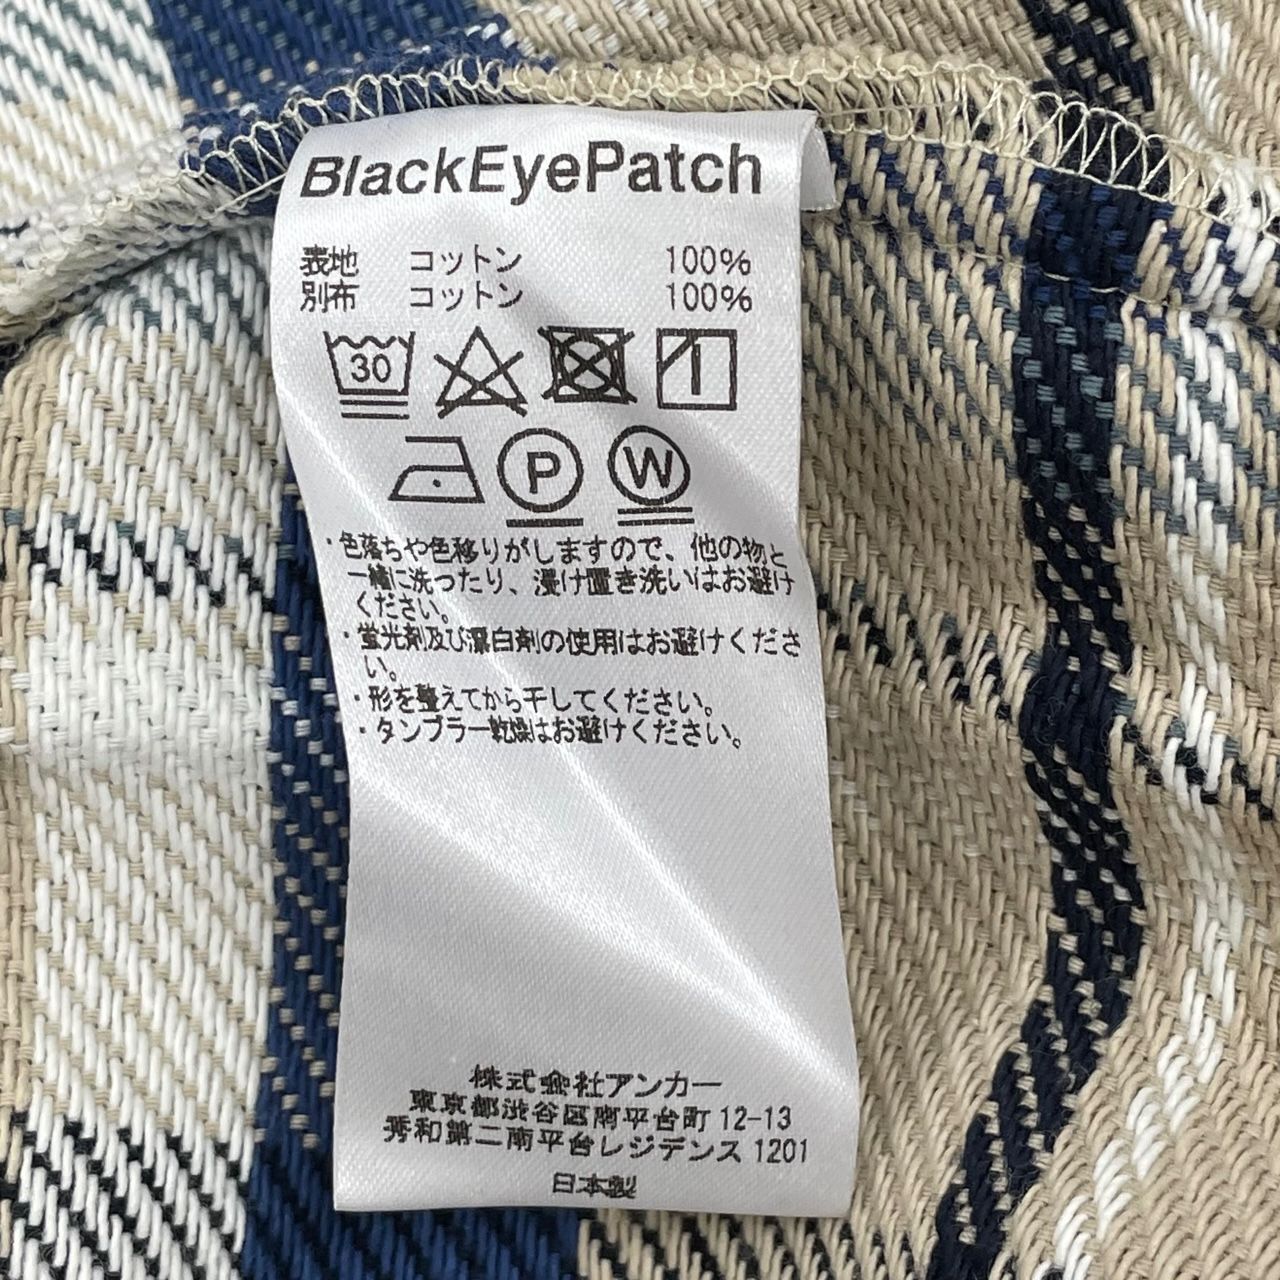 BlackEyePatch
表地 コットン 100%
別布 コットン 100%
30
P W
・色落ちや色移りがしますので、他の物と
一緒に洗ったり、浸け置き洗いはお避け
ください。
・蛍光剤及び漂白剤の使用はお避けくださ
い。
・形を整えてから干してください。
・タンブラー乾燥はお避けください。
株式会社アンカー
東京都渋谷区南平台町 12-13
秀和第二南平台レジデンス 1201
日本製